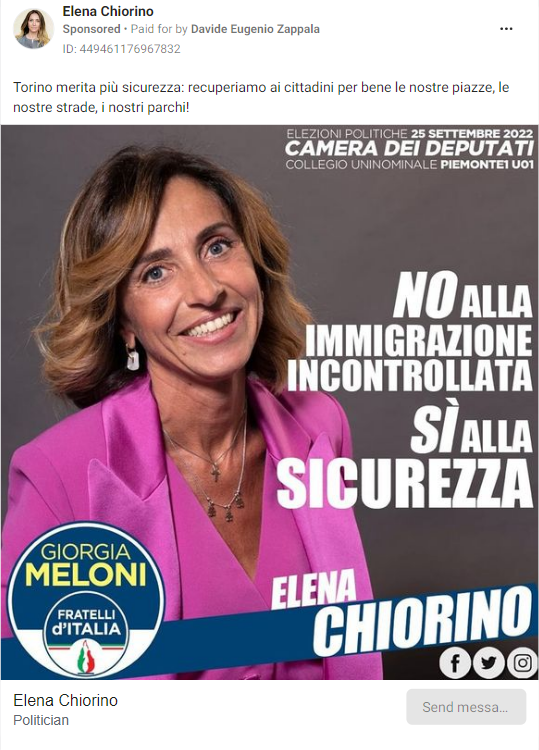 Elena Chiorino
Sponsored • Paid for by Davide Eugenio Zappala
ID: 449461176967832
Torino merita più sicurezza: recuperiamo ai cittadini per bene le nostre piazze, le
nostre strade, i nostri parchi!
ELEZIONI POLITICHE 25 SETTEMBRE 2022
CAMERA DEI DEPUTATI
COLLEGIO UNINOMINALE PIEMONTE1 U01
NO ALLA
IMMIGRAZIONE
INCONTROLLATA
SÌ ALLA
SICUREZZA
GIORGIA
MELONI
FRATELLI
d'ITALIA
ELENA
CHIORINO
Elena Chiorino
Politician
Send messa...